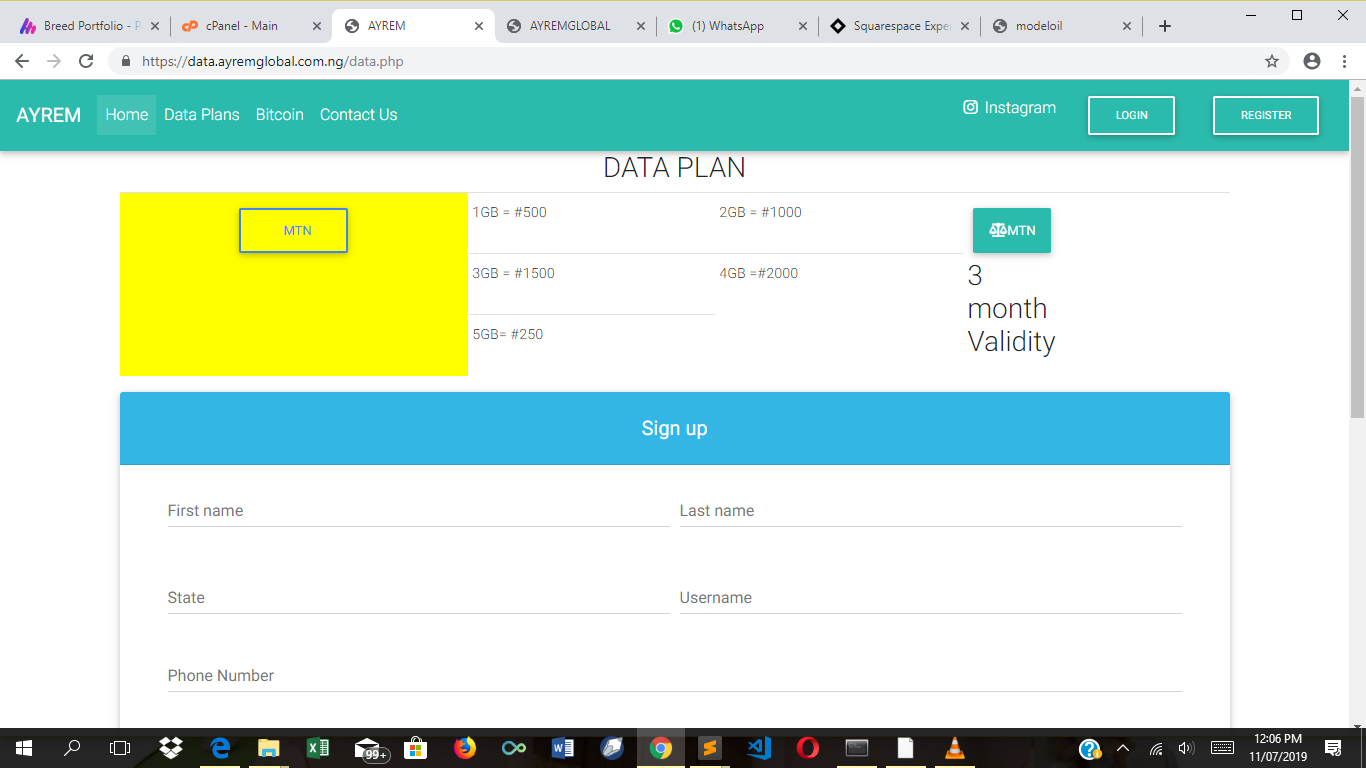 Breed Portfolio - P
cPanel - Main
AYREM
AYREMGLOBAL
(1) WhatsApp
Squarespace Expe
modeloil
https://data.ayremglobal.com.ng/data.php
AYREM
Home
Data Plans
Bitcoin
Contact Us
Instagram
LOGIN
REGISTER
DATA PLAN
MTN
1GB = #500
2GB = #1000
MTN
3GB = #1500
4GB =#2000
3
month
Validity
5GB= #250
Sign up
First name
Last name
State
Username
Phone Number
99+
12:06 PM
11/07/2019